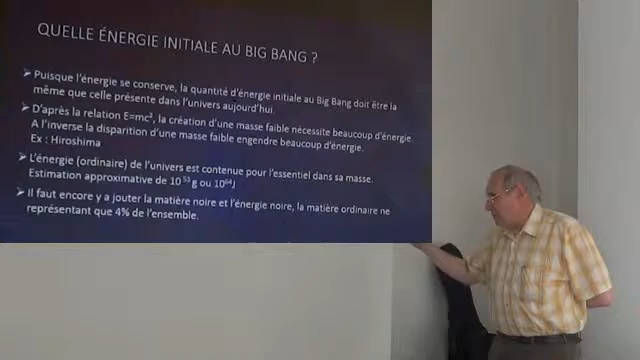 QUELLE ÉNERGIE INITIALE AU BIG BANG ?
➤ Puisque l'énergie se conserve, la quantité d'énergie initiale au Big Bang doit être la
même que celle présente dans l'univers aujourd'hui.
➤ D'après la relation E=mc², la création d'une masse faible nécessite beaucoup d'énergie.
A l'inverse la disparition d'une masse faible engendre beaucoup d'énergie.
Ex : Hiroshima
➤ L'énergie (ordinaire) de l'univers est contenue pour l'essentiel dans sa masse.
Estimation approximative de 10⁵³ g ou 10⁶⁴J
➤ Il faut encore y ajouter la matière noire et l'énergie noire, la matière ordinaire ne
représentant que 4% de l'ensemble.